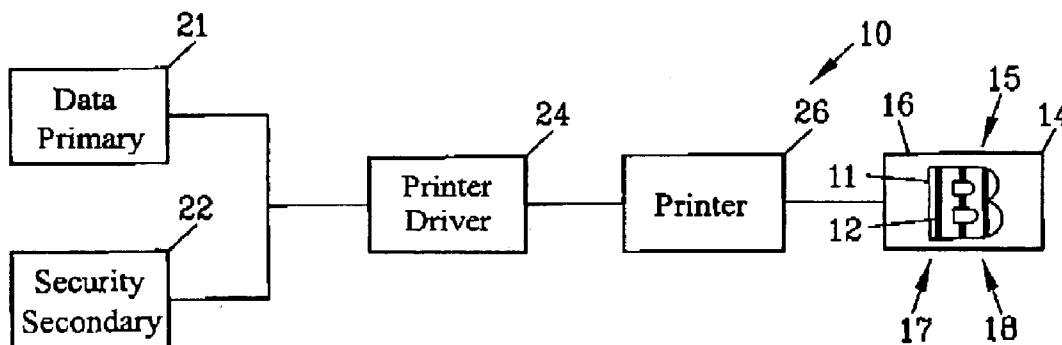 21
Data
Primary
22
Security
Secondary
24
Printer
Driver
10
26
Printer
15
16
14
11
12
B
17
18